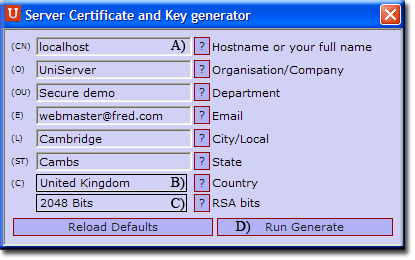 U Server Certificate and Key generator
(CN) localhost A) ? Hostname or your full name
(O) UniServer ? Organisation/Company
(OU) Secure demo ? Department
(E) webmaster@fred.com ? Email
(L) Cambridge ? City/Local
(ST) Cambs ? State
(C) United Kingdom B) ? Country
2048 Bits C) ? RSA bits
Reload Defaults D) Run Generate